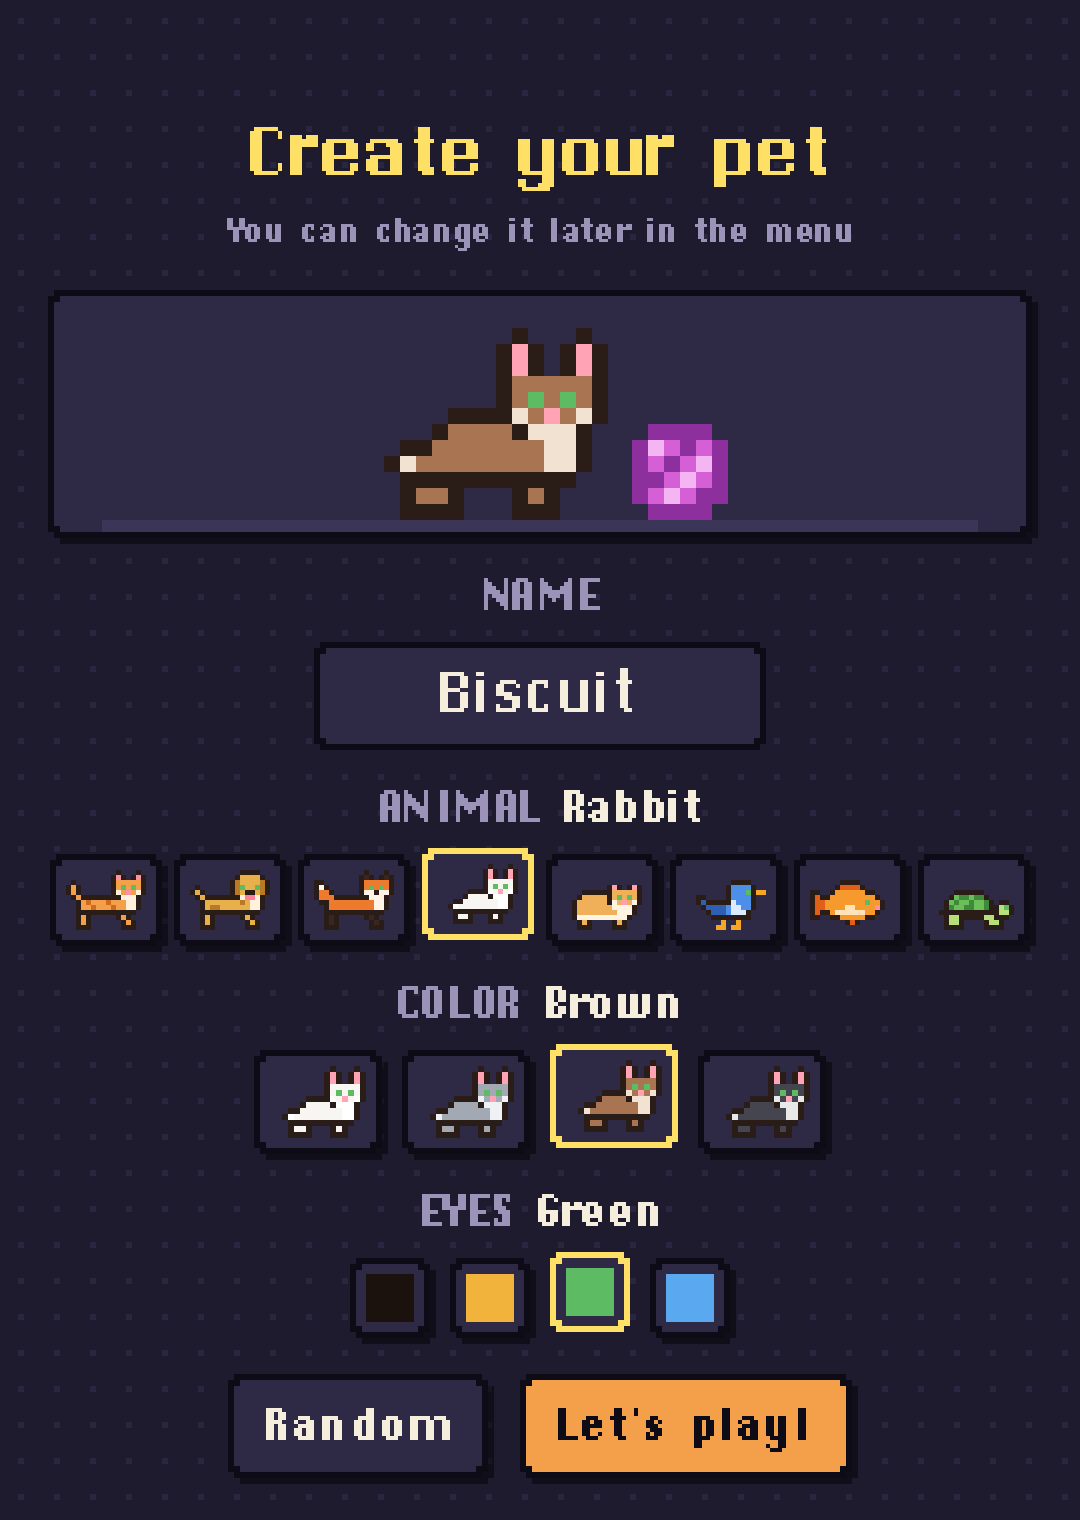 Create your pet
You can change it later in the menu
NAME
Biscuit
ANIMAL Rabbit
COLOR Brown
EYES Green
Random
Let's play!